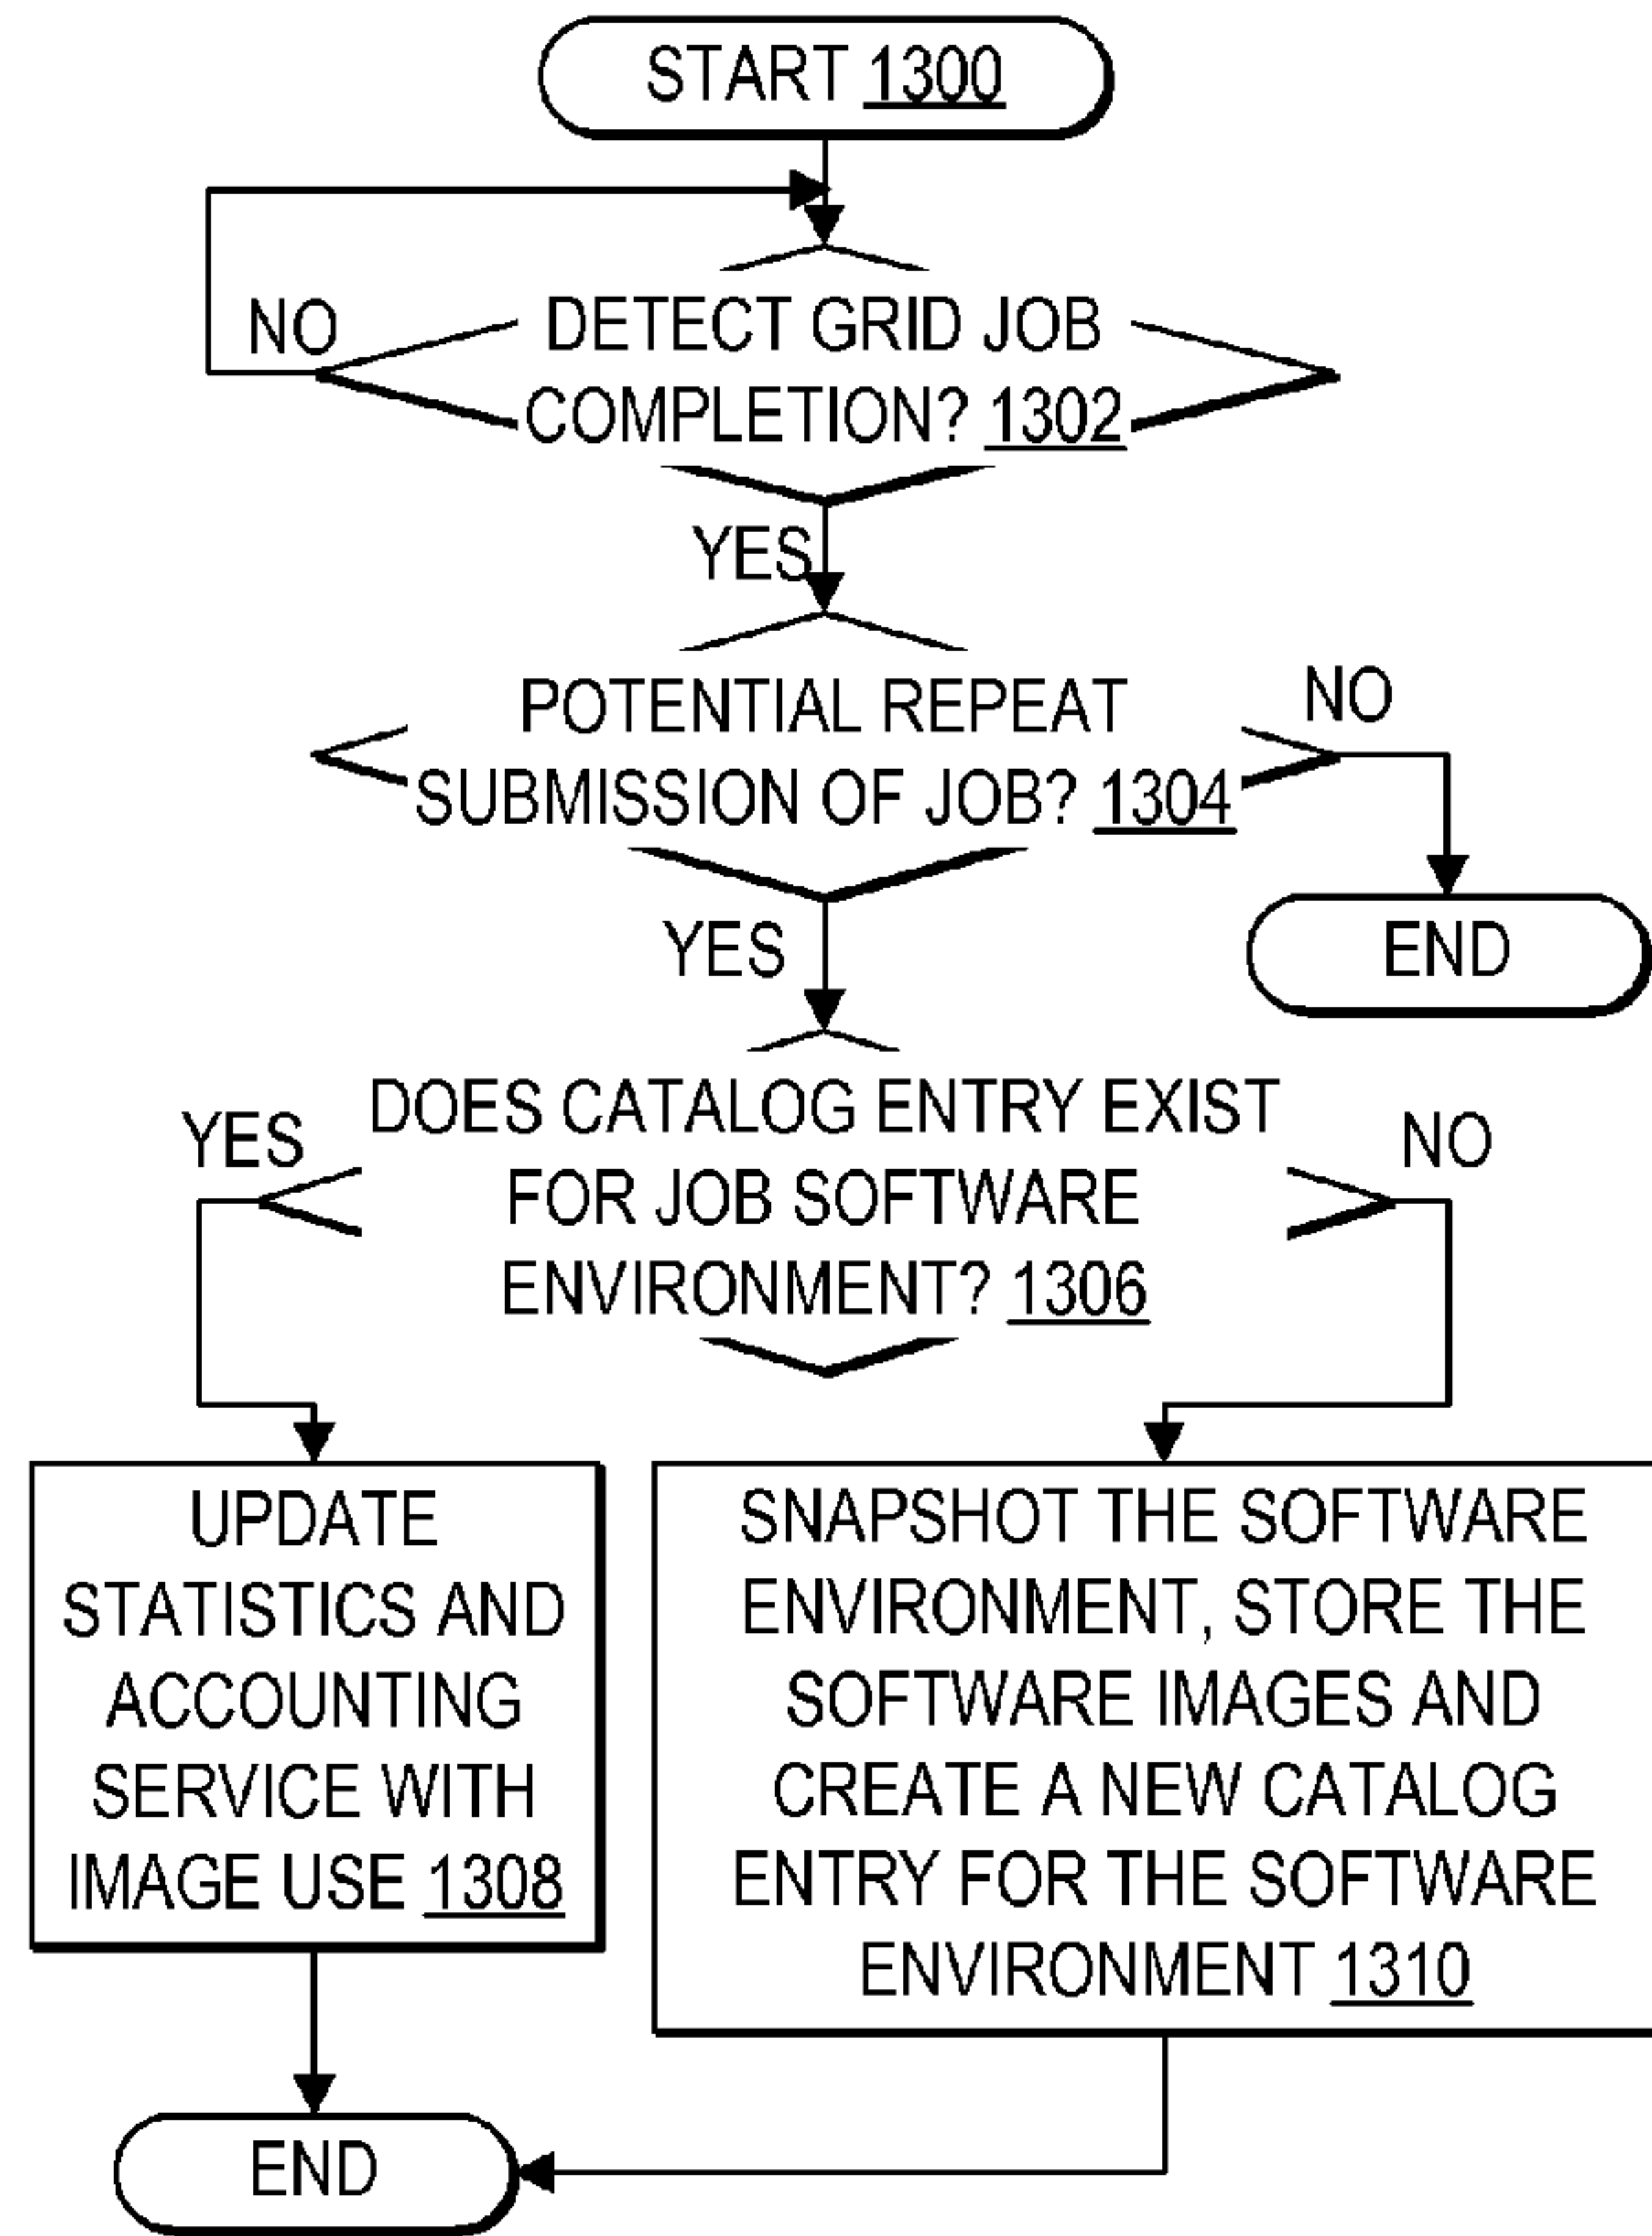 START 1300
NO
DETECT GRID JOB
COMPLETION? 1302
YES
POTENTIAL REPEAT
SUBMISSION OF JOB? 1304
NO
YES
END
DOES CATALOG ENTRY EXIST
FOR JOB SOFTWARE
ENVIRONMENT? 1306
YES
NO
UPDATE
STATISTICS AND
ACCOUNTING
SERVICE WITH
IMAGE USE 1308
SNAPSHOT THE SOFTWARE
ENVIRONMENT, STORE THE
SOFTWARE IMAGES AND
CREATE A NEW CATALOG
ENTRY FOR THE SOFTWARE
ENVIRONMENT 1310
END